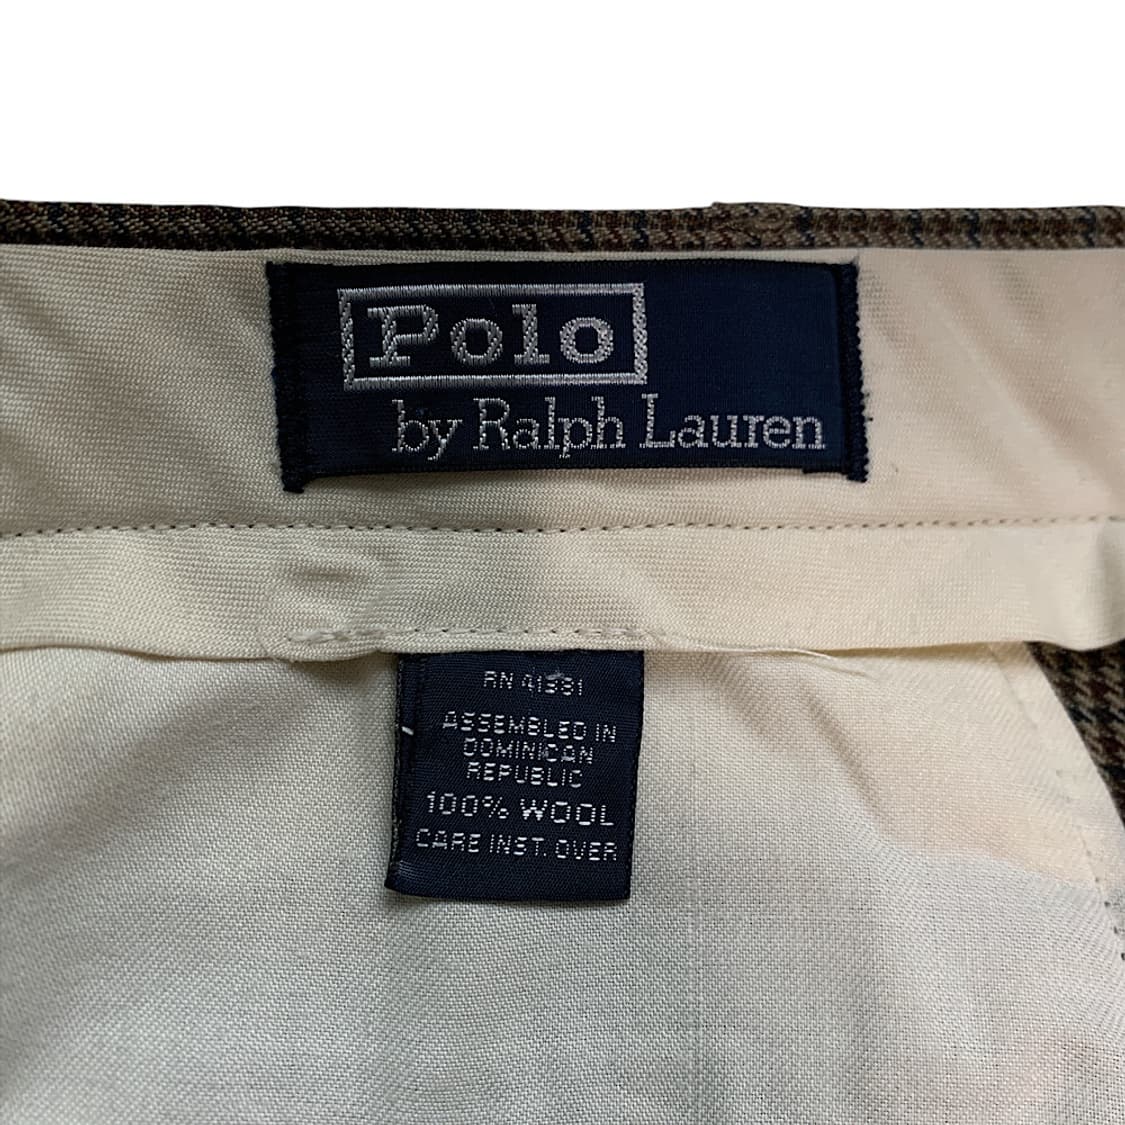 Polo
by Ralph Lauren
RN 41381
ASSEMBLED IN
DOMINICAN
REPUBLIC
100% WOOL
CARE INST. OVER